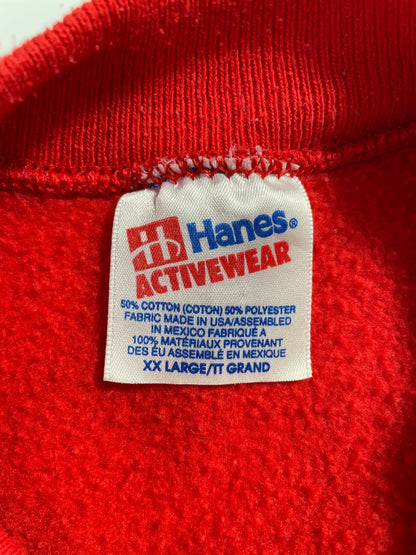 Hanes®
ACTIVEWEAR
50% COTTON (COTON) 50% POLYESTER
FABRIC MADE IN USA/ASSEMBLED
IN MEXICO FABRIQUÉ A
100% MATÉRIAUX PROVENANT
DES ÉU ASSEMBLÉ EN MEXIQUE
XX LARGE/TT GRAND